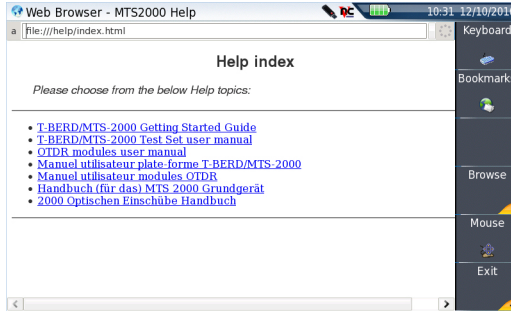 Web Browser - MTS2000 Help
10:31 12/10/2016
a file:///help/index.html
Keyboard
Help index
Please choose from the below Help topics:
Bookmark
T-BERD/MTS-2000 Getting Started Guide
T-BERD/MTS-2000 Test Set user manual
OTDR modules user manual
Manuel utilisateur plate-forme T-BERD/MTS-2000
Manuel utilisateur modules OTDR
Handbuch (für das) MTS 2000 Grundgerät
2000 Optischen Einschübe Handbuch
Browse
Mouse
Exit